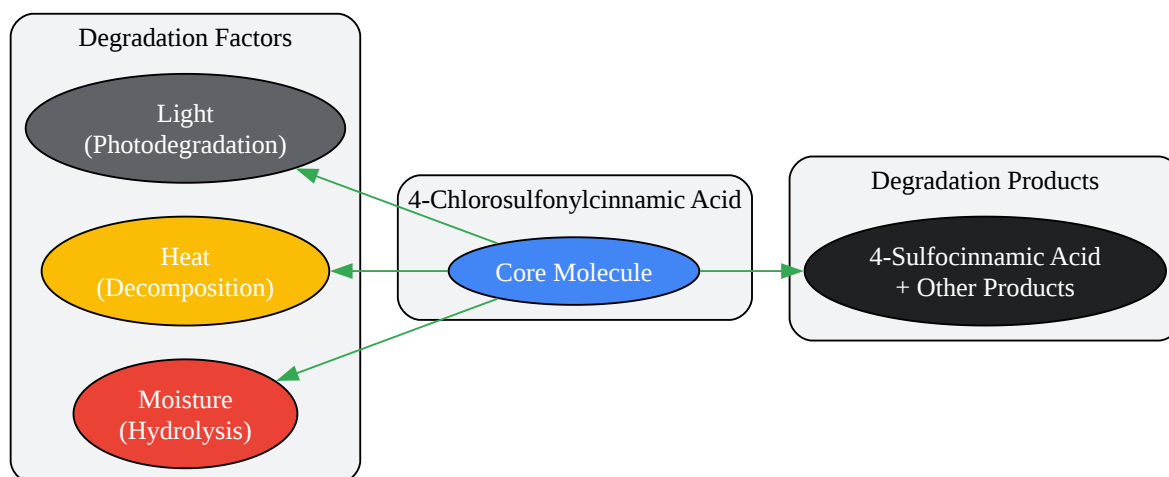 Degradation Factors
Light
(Photodegradation)
Heat
(Decomposition)
Moisture
(Hydrolysis)
4-Chlorosulfonylcinnamic Acid
Core Molecule
Degradation Products
4-Sulfocinnamic Acid
+ Other Products